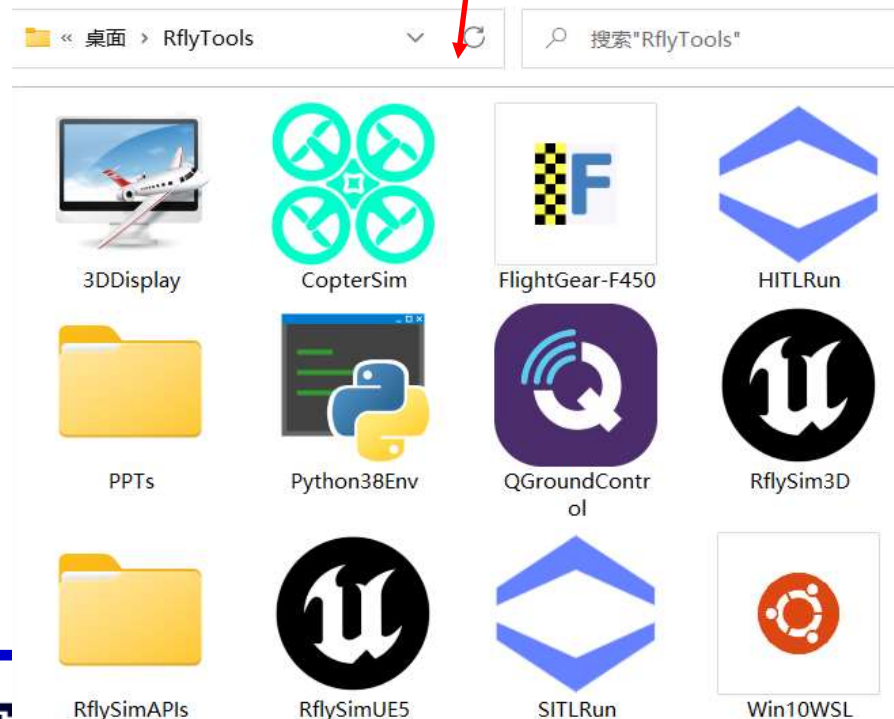 « 桌面 › RflyTools
搜索"RflyTools"
3DDisplay
CopterSim
FlightGear-F450
HITLRun
PPTs
Python38Env
QGroundContr
ol
RflySim3D
RflySimAPIs
RflySimUE5
SITLRun
Win10WSL